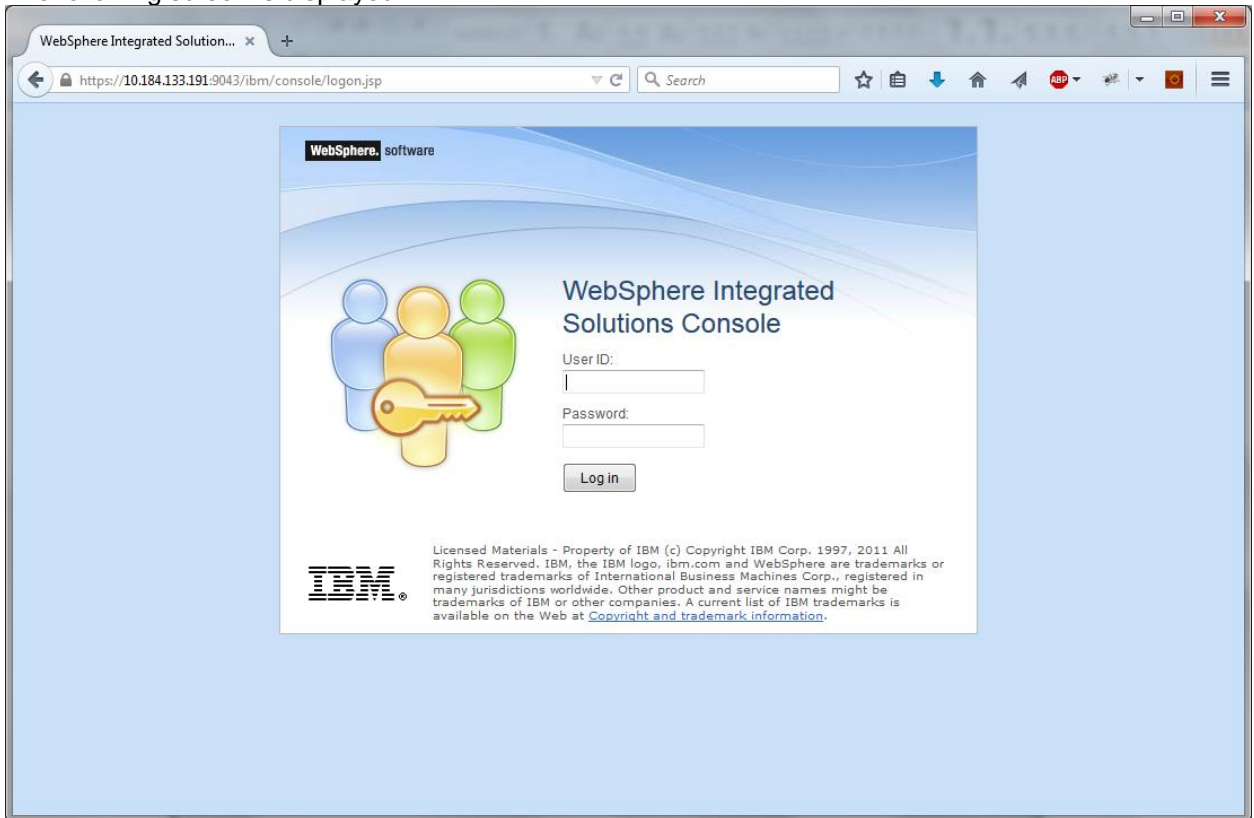 WebSphere Integrated Solution...
https://10.184.133.191:9043/ibm/console/logon.jsp
Search
ABP
WebSphere. software
WebSphere Integrated
Solutions Console
User ID:
Password:
Log in
IBM®
Licensed Materials - Property of IBM (c) Copyright IBM Corp. 1997, 2011 All
Rights Reserved. IBM, the IBM logo, ibm.com and WebSphere are trademarks or
registered trademarks of International Business Machines Corp., registered in
many jurisdictions worldwide. Other product and service names might be
trademarks of IBM or other companies. A current list of IBM trademarks is
available on the Web at Copyright and trademark information.